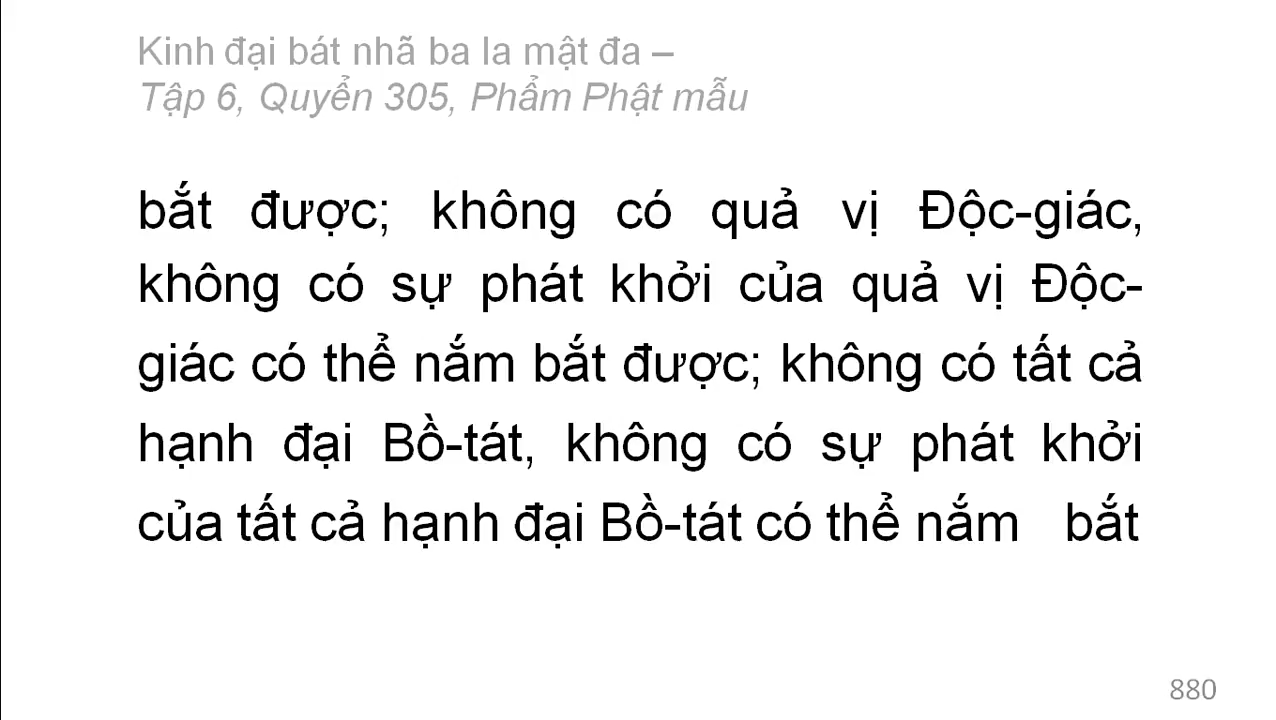 Kinh đại bát nhã ba la mật đa –
Tập 6, Quyển 305, Phẩm Phật mẫu
bắt được; không có quả vị Độc-giác,
không có sự phát khởi của quả vị Độc-
giác có thể nắm bắt được; không có tất cả
hạnh đại Bồ-tát, không có sự phát khởi
của tất cả hạnh đại Bồ-tát có thể nắm bắt
880